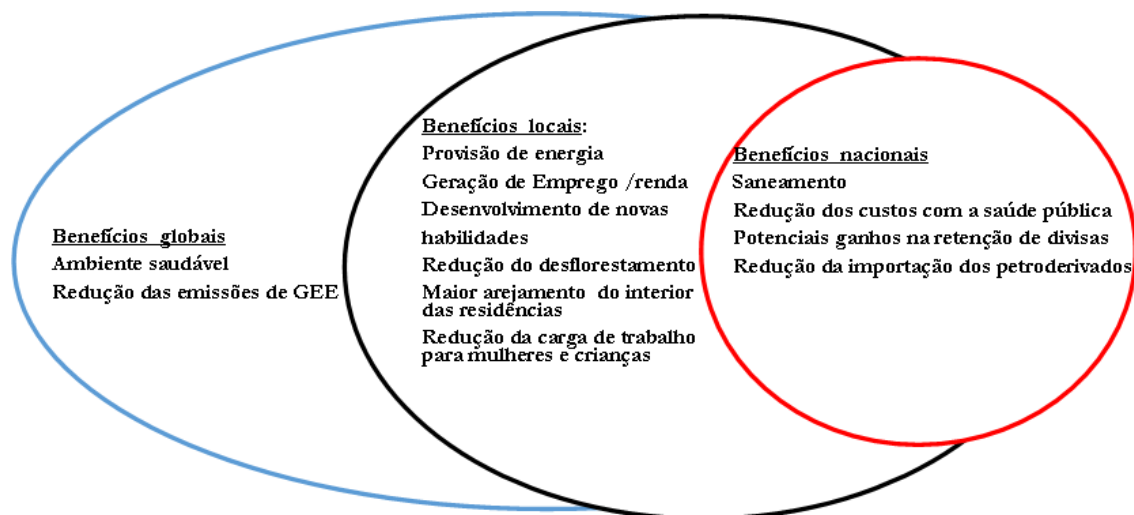 Benefícios globais
Ambiente saudável
Redução das emissões de GEE
Benefícios locais:
Provisão de energia
Geração de Emprego /renda
Desenvolvimento de novas
habilidades
Redução do desflorestamento
Maior arejamento do interior
das residências
Redução da carga de trabalho
para mulheres e crianças
Benefícios nacionais
Saneamento
Redução dos custos com a saúde pública
Potenciais ganhos na retenção de divisas
Redução da importação dos petroderivados